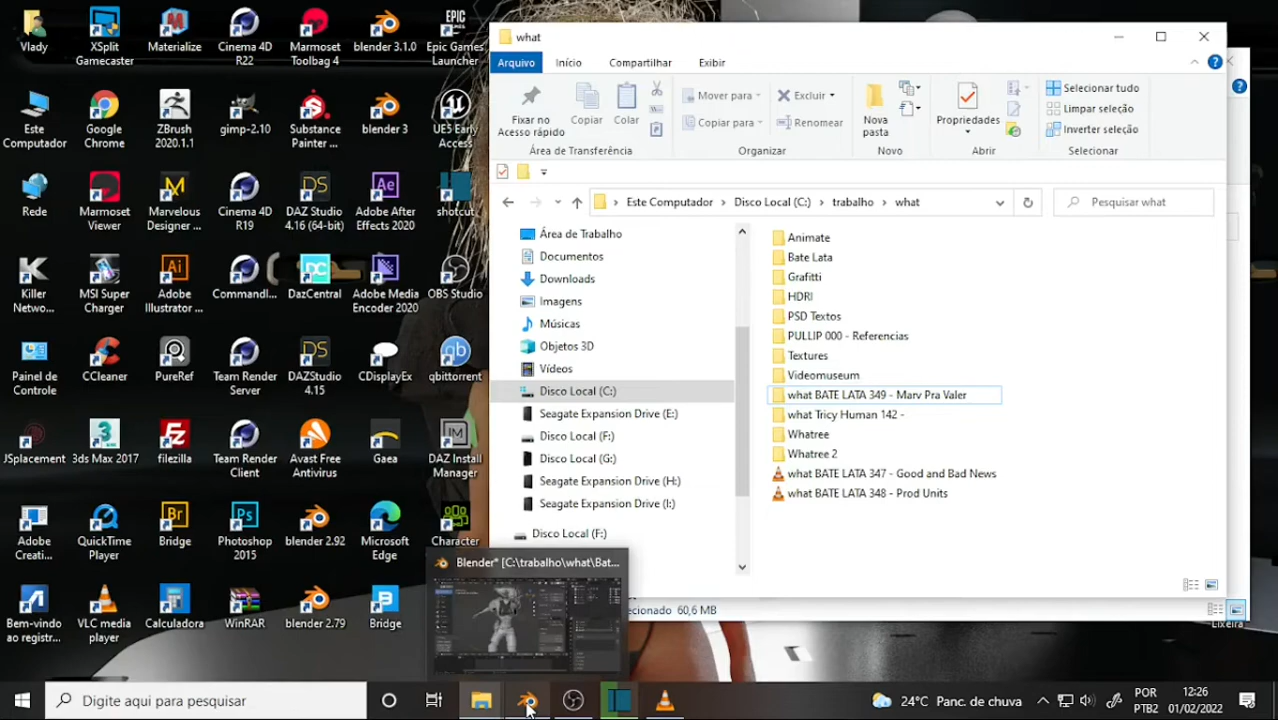 Vlady
XSplit Gamecaster
Materialize
Cinema 4D R22
Marmoset Toolbag 4
blender 3.1.0
Epic Games Launcher
Este Computador
Google Chrome
ZBrush 2020.1.1
gimp-2.10
Substance Painter ...
blender 3
UE5 Early Access
Rede
Marmoset Viewer
Marvelous Designer ...
Cinema 4D R19
DAZ Studio 4.16 (64-bit)
Adobe After Effects 2020
shotcut
Killer Netwo...
MSI Super Charger
Adobe Illustrator ...
Commandl...
DazCentral
Adobe Media Encoder 2020
OBS Studio
Painel de Controle
CCleaner
PureRef
Team Render Server
DAZStudio 4.15
CDisplayEx
qbittorrent
JSplacement
3ds Max 2017
filezilla
Team Render Client
Avast Free Antivirus
Gaea
DAZ Install Manager
Adobe Creati...
QuickTime Player
Bridge
Photoshop 2015
blender 2.92
Microsoft Edge
Character
Bem-vindo ao registr...
VLC media player
Calculadora
WinRAR
blender 2.79
Bridge
what
Arquivo
Início
Compartilhar
Exibir
Fixar no Acesso rápido
Copiar
Colar
Mover para
Copiar para
Excluir
Renomear
Nova pasta
Propriedades
Selecionar tudo
Limpar seleção
Inverter seleção
Área de Transferência
Organizar
Novo
Abrir
Selecionar
Este Computador
Disco Local (C:)
trabalho
what
Pesquisar what
Área de Trabalho
Documentos
Downloads
Imagens
Músicas
Objetos 3D
Vídeos
Disco Local (C:)
Seagate Expansion Drive (E:)
Disco Local (F:)
Disco Local (G:)
Seagate Expansion Drive (H:)
Seagate Expansion Drive (I:)
Disco Local (F:)
Animate
Bate Lata
Grafitti
HDRI
PSD Textos
PULLIP 000 - Referencias
Textures
Videomuseum
what BATE LATA 349 - Marv Pra Valer
what Tricy Human 142 -
Whatree
Whatree 2
what BATE LATA 347 - Good and Bad News
what BATE LATA 348 - Prod Units
ecionado 60,6 MB
Lixeira
Blender* [C:\trabalho\what\Bat...
Digite aqui para pesquisar
24°C Panc. de chuva
POR
PTB2
12:26
01/02/2022